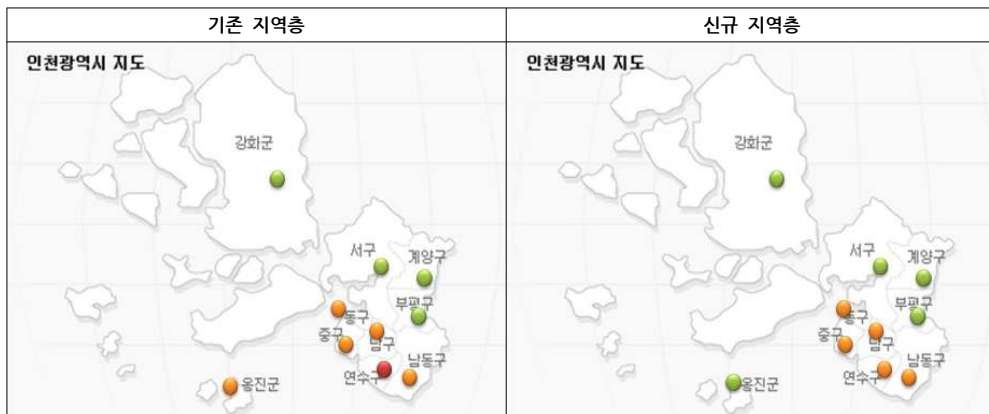 기존 지역층
신규 지역층
인천광역시 지도
강화군
서구
계양구
부평구
동구
중구
남구
남동구
연수구
옹진군
인천광역시 지도
강화군
서구
계양구
부평구
동구
중구
남구
남동구
연수구
옹진군